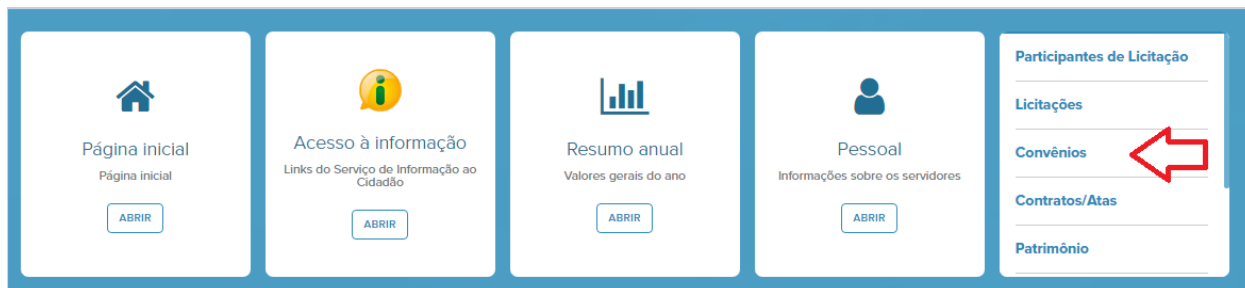 Página inicial
Página inicial
ABRIR
Acesso à informação
Links do Serviço de Informação ao
Cidadão
ABRIR
Resumo anual
Valores gerais do ano
ABRIR
Pessoal
Informações sobre os servidores
ABRIR
Participantes de Licitação
Licitações
Convênios
Contratos/Atas
Patrimônio